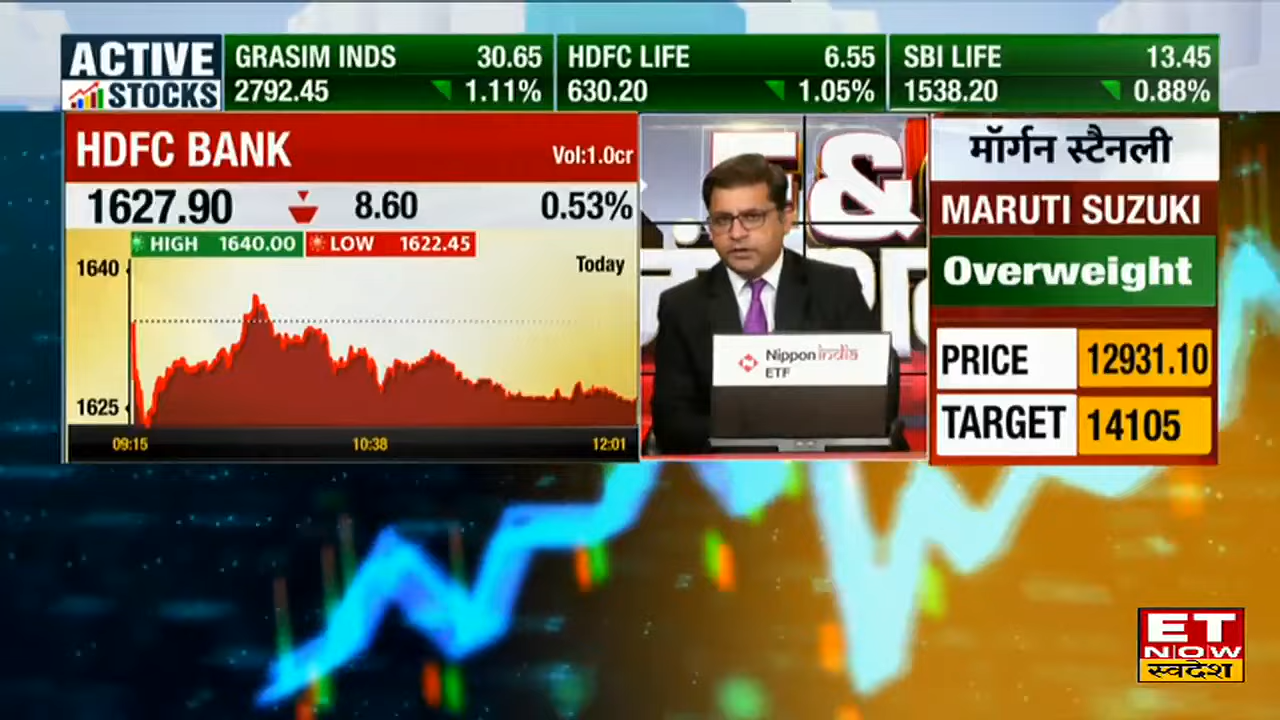 ACTIVE
STOCKS
GRASIM INDS 30.65
2792.45 1.11%
HDFC LIFE 6.55
630.20 1.05%
SBI LIFE 13.45
1538.20 0.88%
HDFC BANK
Vol:1.0cr
1627.90 8.60 0.53%
HIGH 1640.00 LOW 1622.45
Today
1640
1625
09:15 10:38 12:01
&
Nippon india
ETF
मॉर्गन स्टैनली
MARUTI SUZUKI
Overweight
PRICE 12931.10
TARGET 14105
ET
NOW
स्वदेश